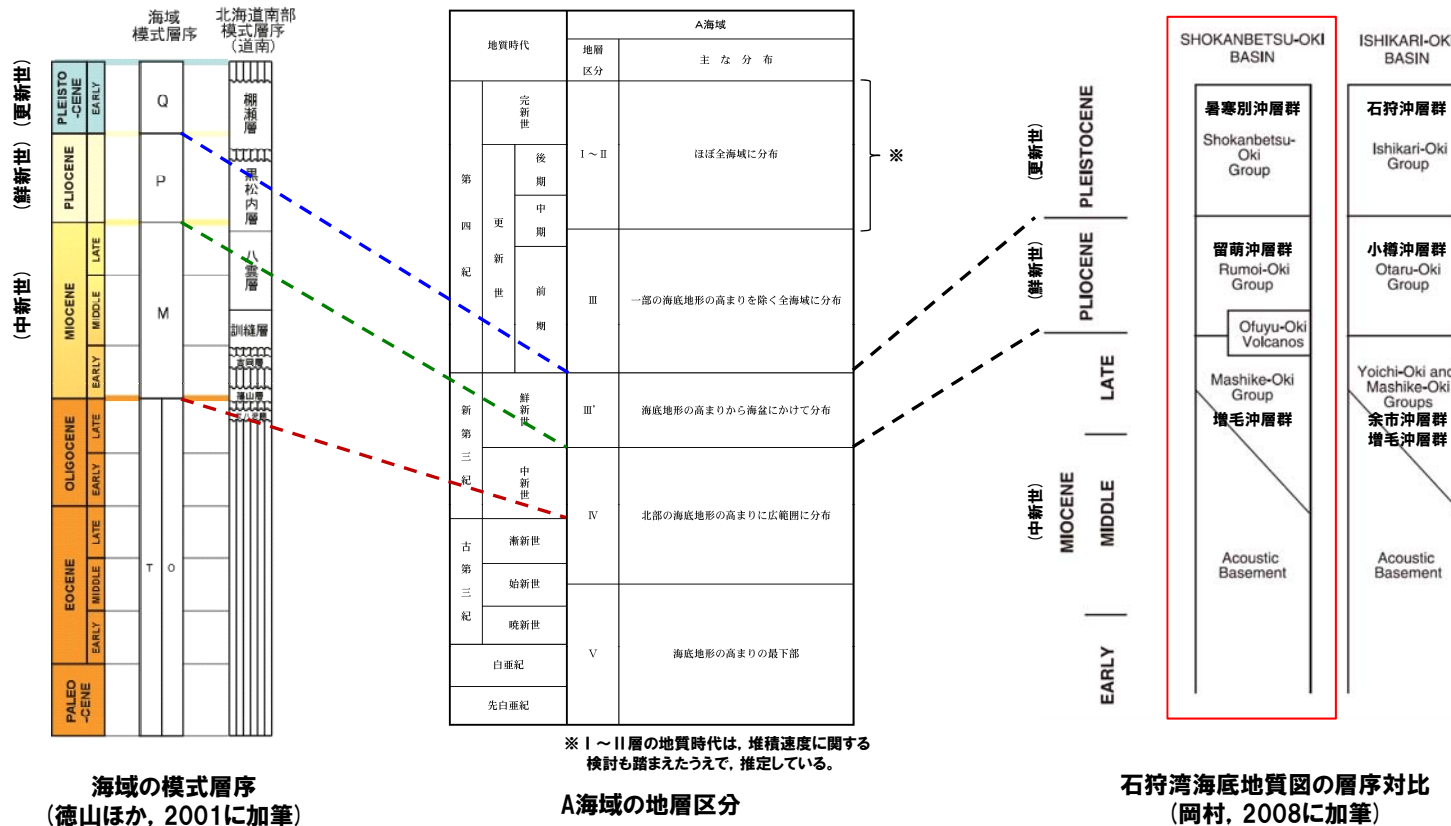 海域
模式層序
北海道南部
模式層序
(道南)
(更新世)
(鮮新世)
(中新世)
PLEISTO
-CENE
EARLY
PLIOCENE
MIOCENE
LATE
MIDDLE
EARLY
OLIGOCENE
LATE
EARLY
EOCENE
LATE
MIDDLE
EARLY
PALEO
-CENE
Q
P
M
T O
棚瀬層
黒松内層
八雲層
訓縫層
吉岡層
福山層
海域の模式層序
(徳山ほか, 2001に加筆)
地質時代
A海域
地層
区分
主な分布
第四紀
完新世
更新世
後期
中期
前期
新第三紀
鮮新世
中新世
古第三紀
漸新世
始新世
暁新世
白亜紀
先白亜紀
Ⅰ~Ⅱ
ほぼ全海域に分布
※
Ⅲ
一部の海底地形の高まりを除く全海域に分布
Ⅲ'
海底地形の高まりから海盆にかけて分布
Ⅳ
北部の海底地形の高まりに広範囲に分布
Ⅴ
海底地形の高まりの最下部
※Ⅰ~Ⅱ層の地質時代は, 堆積速度に関する
検討も踏まえたうえで, 推定している。
A海域の地層区分
(更新世)
PLEISTOCENE
(鮮新世)
PLIOCENE
(中新世)
MIOCENE
LATE
MIDDLE
EARLY
SHOKANBETSU-OKI
BASIN
暑寒別沖層群
Shokanbetsu-
Oki
Group
留萌沖層群
Rumoi-Oki
Group
Ofuyu-Oki
Volcanos
Mashike-Oki
Group
増毛沖層群
Acoustic
Basement
ISHIKARI-OKI
BASIN
石狩沖層群
Ishikari-Oki
Group
小樽沖層群
Otaru-Oki
Group
Yoichi-Oki and
Mashike-Oki
Groups
余市沖層群
増毛沖層群
Acoustic
Basement
石狩湾海底地質図の層序対比
(岡村, 2008に加筆)